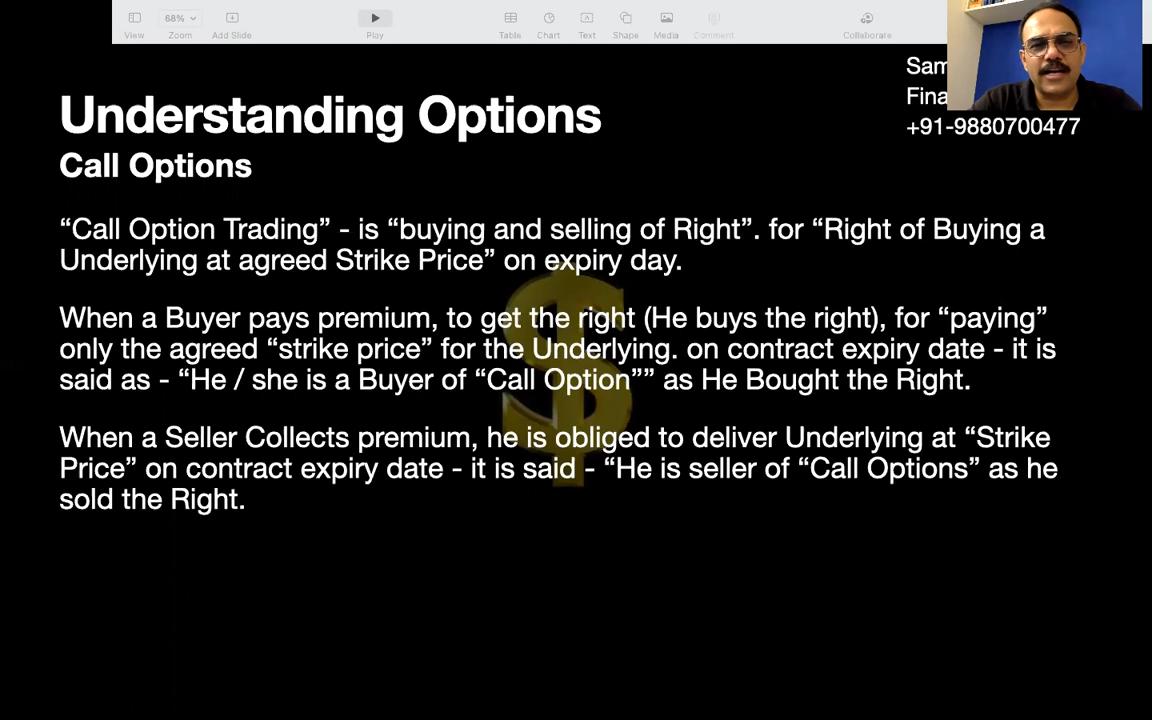 68%
View
Zoom
Add Slide
Play
Table
Chart
Text
Shape
Media
Comment
Collaborate
+91-9880700477
Understanding Options
Call Options
“Call Option Trading” - is “buying and selling of Right”. for “Right of Buying a
Underlying at agreed Strike Price” on expiry day.
When a Buyer pays premium, to get the right (He buys the right), for “paying”
only the agreed “strike price” for the Underlying. on contract expiry date - it is
said as - “He / she is a Buyer of “Call Option”” as He Bought the Right.
When a Seller Collects premium, he is obliged to deliver Underlying at “Strike
Price” on contract expiry date - it is said - “He is seller of “Call Options” as he
sold the Right.